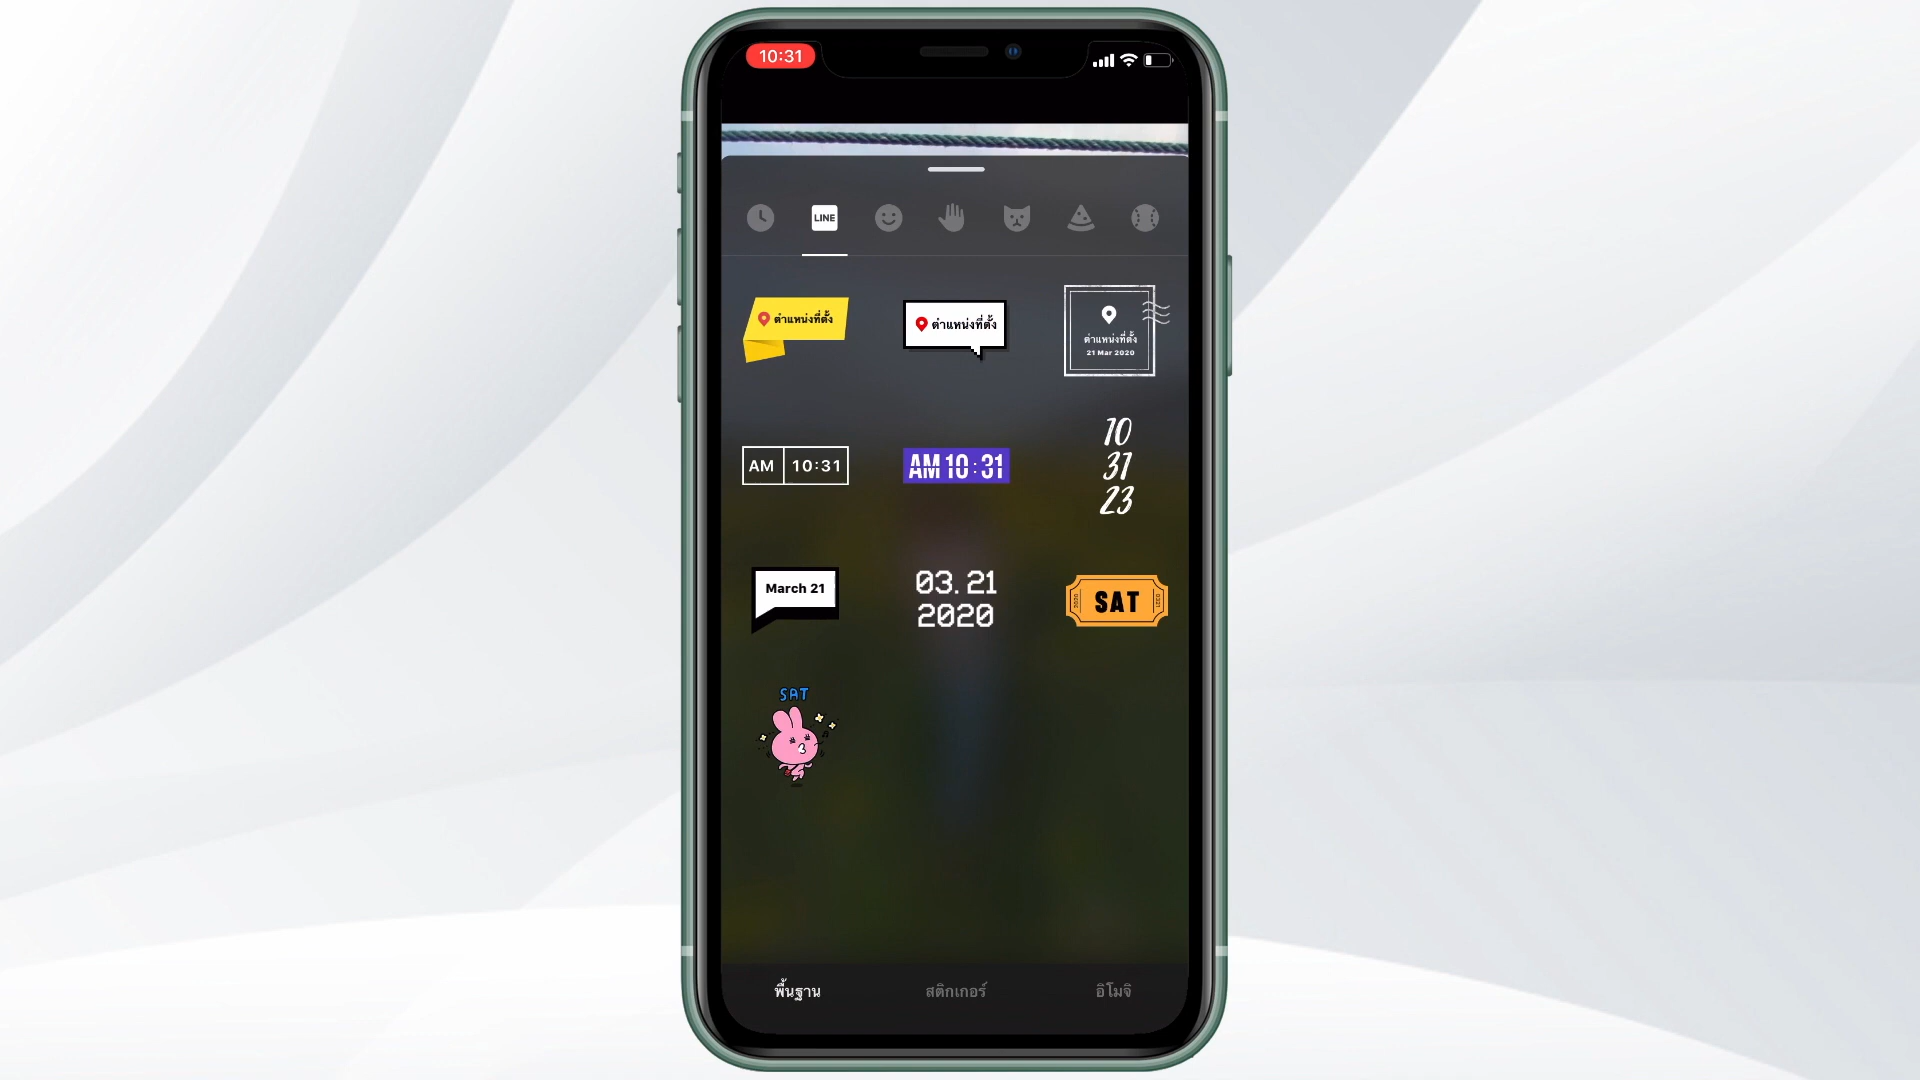 10:31
LINE
ตำแหน่งที่ตั้ง
ตำแหน่งที่ตั้ง
ตำแหน่งที่ตั้ง
21 Mar 2020
AM 10:31
AM 10:31
10
31
23
March 21
03.21
2020
2020 SAT 0321
SAT
พื้นฐาน
สติกเกอร์
อิโมจิ